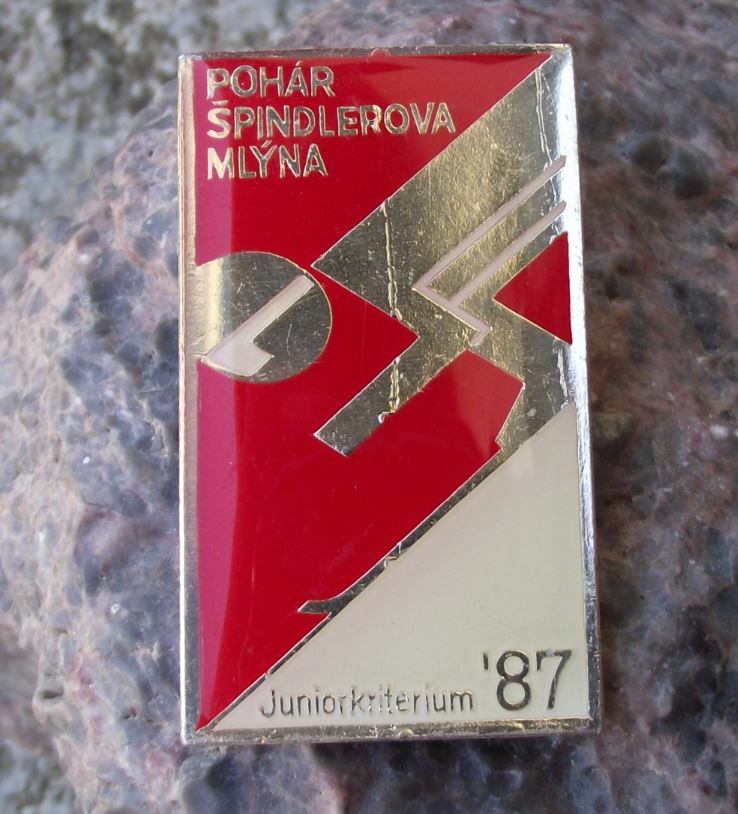 POHÁR
ŠPINDLEROVA
MLÝNA
Juniorkriterium '87